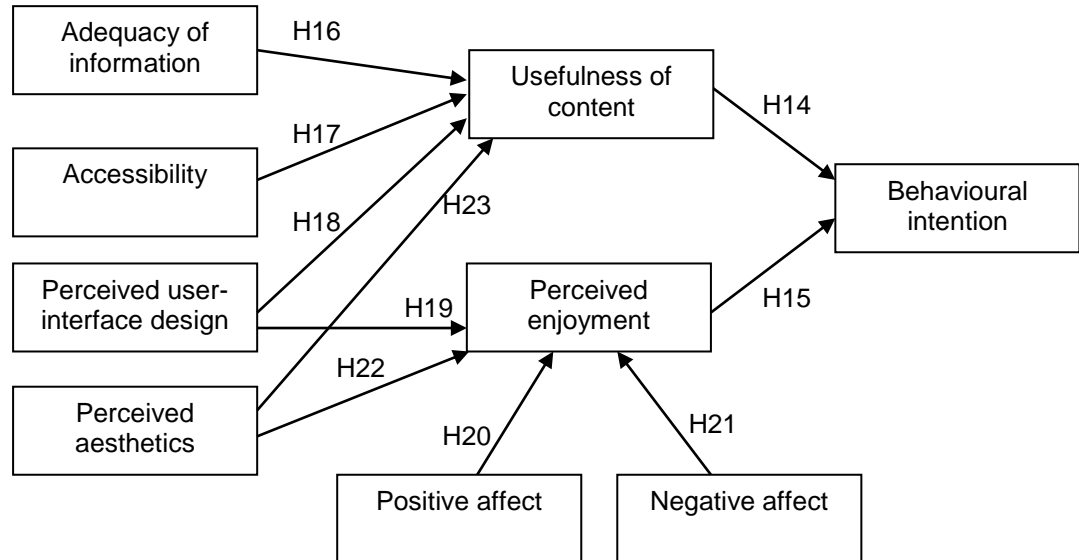 Adequacy of
information
H16
Usefulness of
content
H14
H17
Accessibility
H18
H23
Behavioural
intention
Perceived user-
interface design
H19
Perceived
enjoyment
H15
H22
Perceived
aesthetics
H20
H21
Positive affect
Negative affect